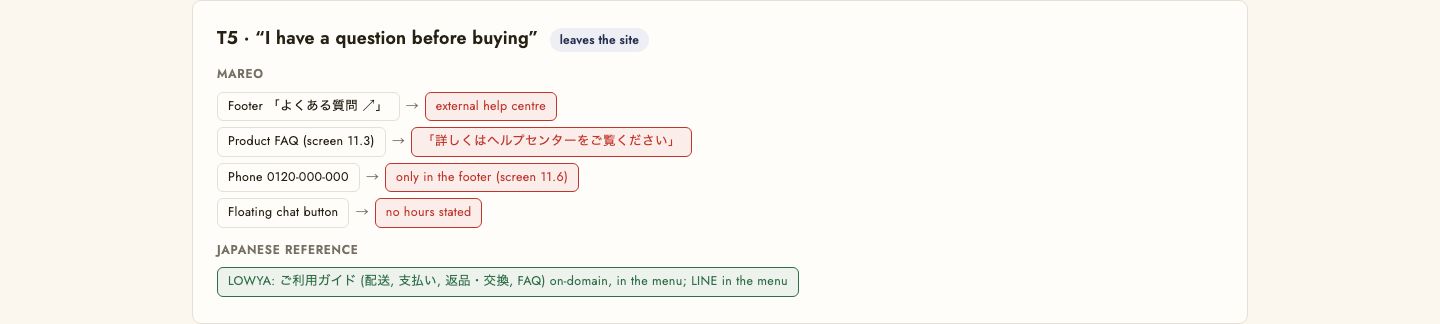 T5 · “I have a question before buying” leaves the site
MAREO
Footer 「よくある質問 ↗」 → external help centre
Product FAQ (screen 11.3) → 「詳しくはヘルプセンターをご覧ください」
Phone 0120-000-000 → only in the footer (screen 11.6)
Floating chat button → no hours stated
JAPANESE REFERENCE
LOWYA: ご利用ガイド (配送, 支払い, 返品・交換, FAQ) on-domain, in the menu; LINE in the menu